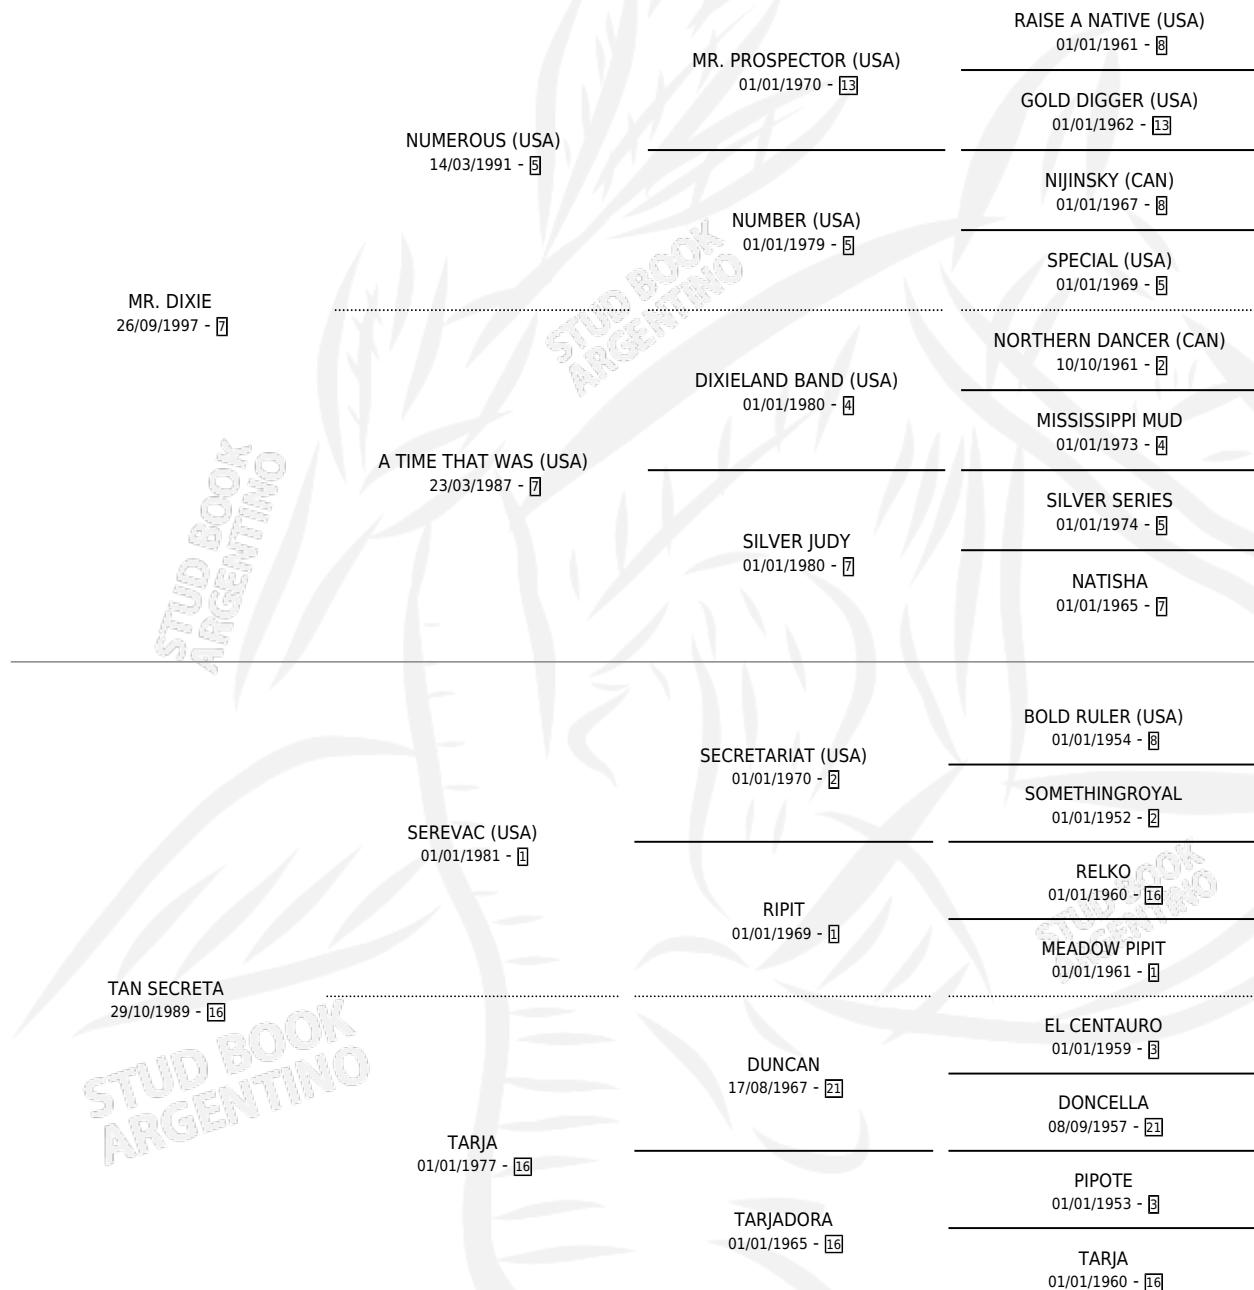 RAISE A NATIVE (USA)
01/01/1961 - 8
MR. PROSPECTOR (USA)
01/01/1970 - 13
GOLD DIGGER (USA)
01/01/1962 - 13
NUMEROUS (USA)
14/03/1991 - 5
NIJINSKY (CAN)
01/01/1967 - 8
NUMBER (USA)
01/01/1979 - 5
SPECIAL (USA)
01/01/1969 - 5
STUD BOOK
ARGENTINO
MR. DIXIE
26/09/1997 - 7
NORTHERN DANCER (CAN)
10/10/1961 - 2
DIXIELAND BAND (USA)
01/01/1980 - 4
MISSISSIPPI MUD
01/01/1973 - 4
A TIME THAT WAS (USA)
23/03/1987 - 7
SILVER SERIES
01/01/1974 - 5
SILVER JUDY
01/01/1980 - 7
NATISHA
01/01/1965 - 7
STUD BOOK
ARGENTINO
BOLD RULER (USA)
01/01/1954 - 8
SECRETARIAT (USA)
01/01/1970 - 2
SOMETHINGROYAL
01/01/1952 - 2
SEREVAC (USA)
01/01/1981 - 1
RELKO
01/01/1960 - 16
RIPIT
01/01/1969 - 1
MEADOW PIPIT
01/01/1961 - 1
STUD BOOK
ARGENTINO
TAN SECRETA
29/10/1989 - 16
EL CENTAURO
01/01/1959 - 3
DUNCAN
17/08/1967 - 21
DONCELLA
08/09/1957 - 21
STUD BOOK
ARGENTINO
TARJA
01/01/1977 - 16
PIPOTE
01/01/1953 - 3
TARJADORA
01/01/1965 - 16
TARJA
01/01/1960 - 16